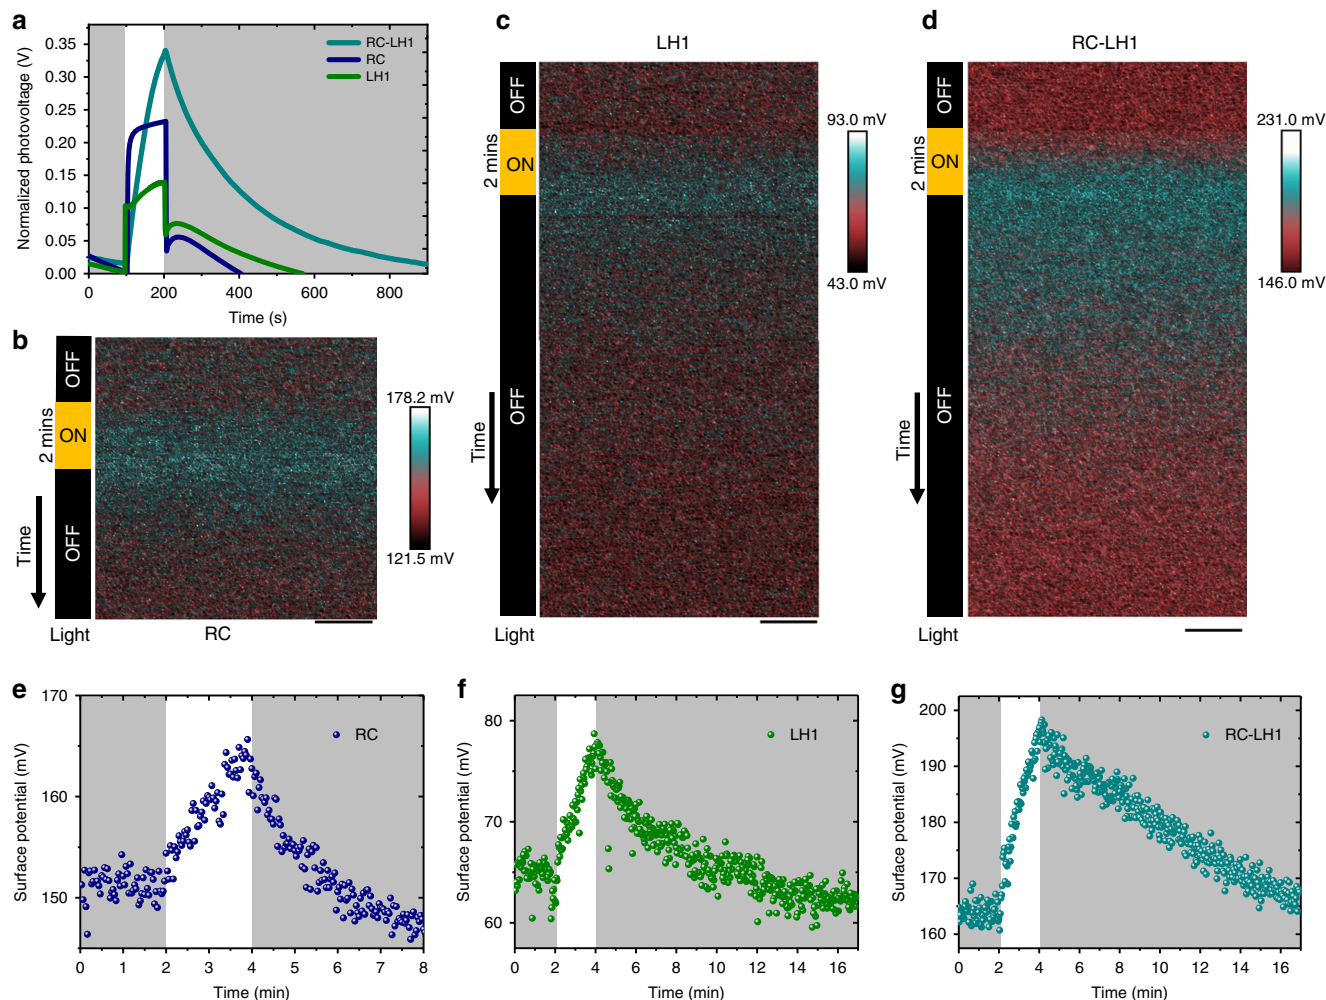 a
Normalized photovoltage (V)
0.35
0.30
0.25
0.20
0.15
0.10
0.05
0.00
0
200
400
600
800
Time (s)
RC-LH1
RC
LH1
b
OFF
ON
OFF
2 mins
Time
Light
RC
178.2 mV
121.5 mV
c
LH1
OFF
ON
OFF
2 mins
Time
Light
93.0 mV
43.0 mV
d
RC-LH1
OFF
ON
OFF
2 mins
Time
Light
231.0 mV
146.0 mV
e
Surface potential (mV)
170
160
150
0
1
2
3
4
5
6
7
8
Time (min)
RC
f
Surface potential (mV)
80
70
60
0
2
4
6
8
10
12
14
16
Time (min)
LH1
g
Surface potential (mV)
200
190
180
170
160
0
2
4
6
8
10
12
14
16
Time (min)
RC-LH1